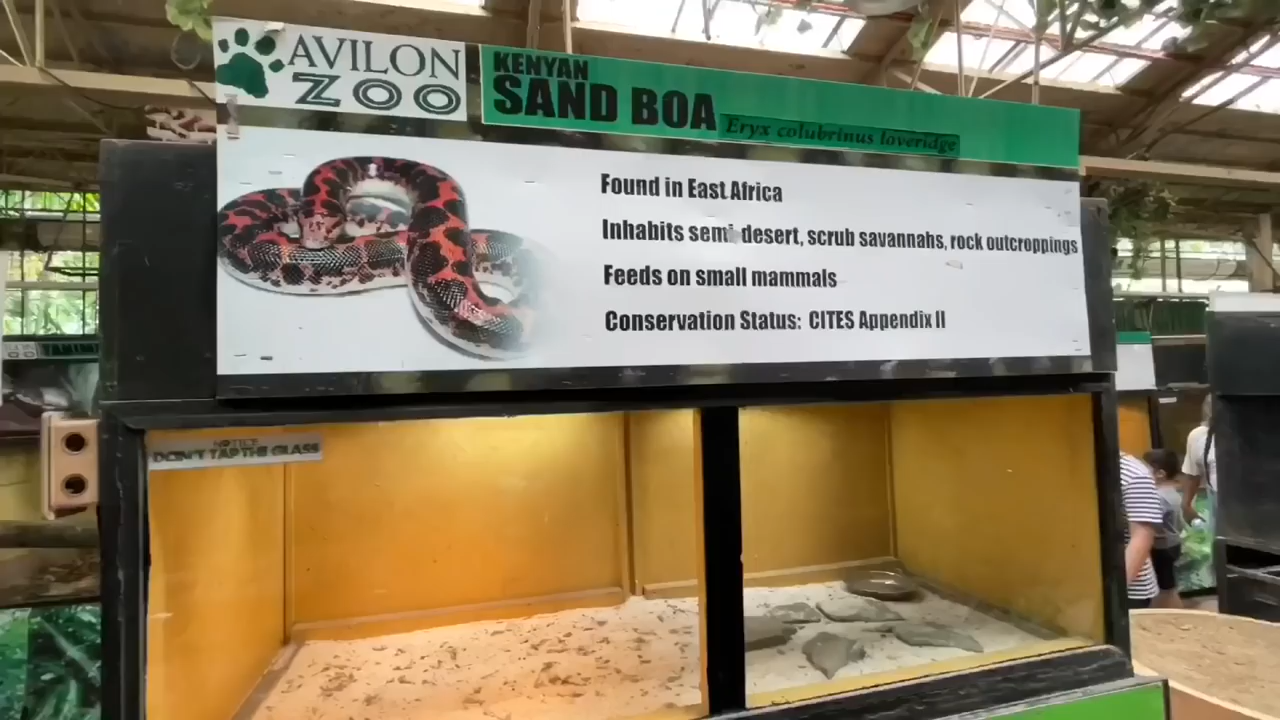 AVILON
ZOO
KENYAN
SAND BOA
Eryx colubrinus loveridge
Found in East Africa
Inhabits semi-desert, scrub savannahs, rock outcroppings
Feeds on small mammals
Conservation Status: CITES Appendix II
NOTICE
DON'T TAP THE GLASS